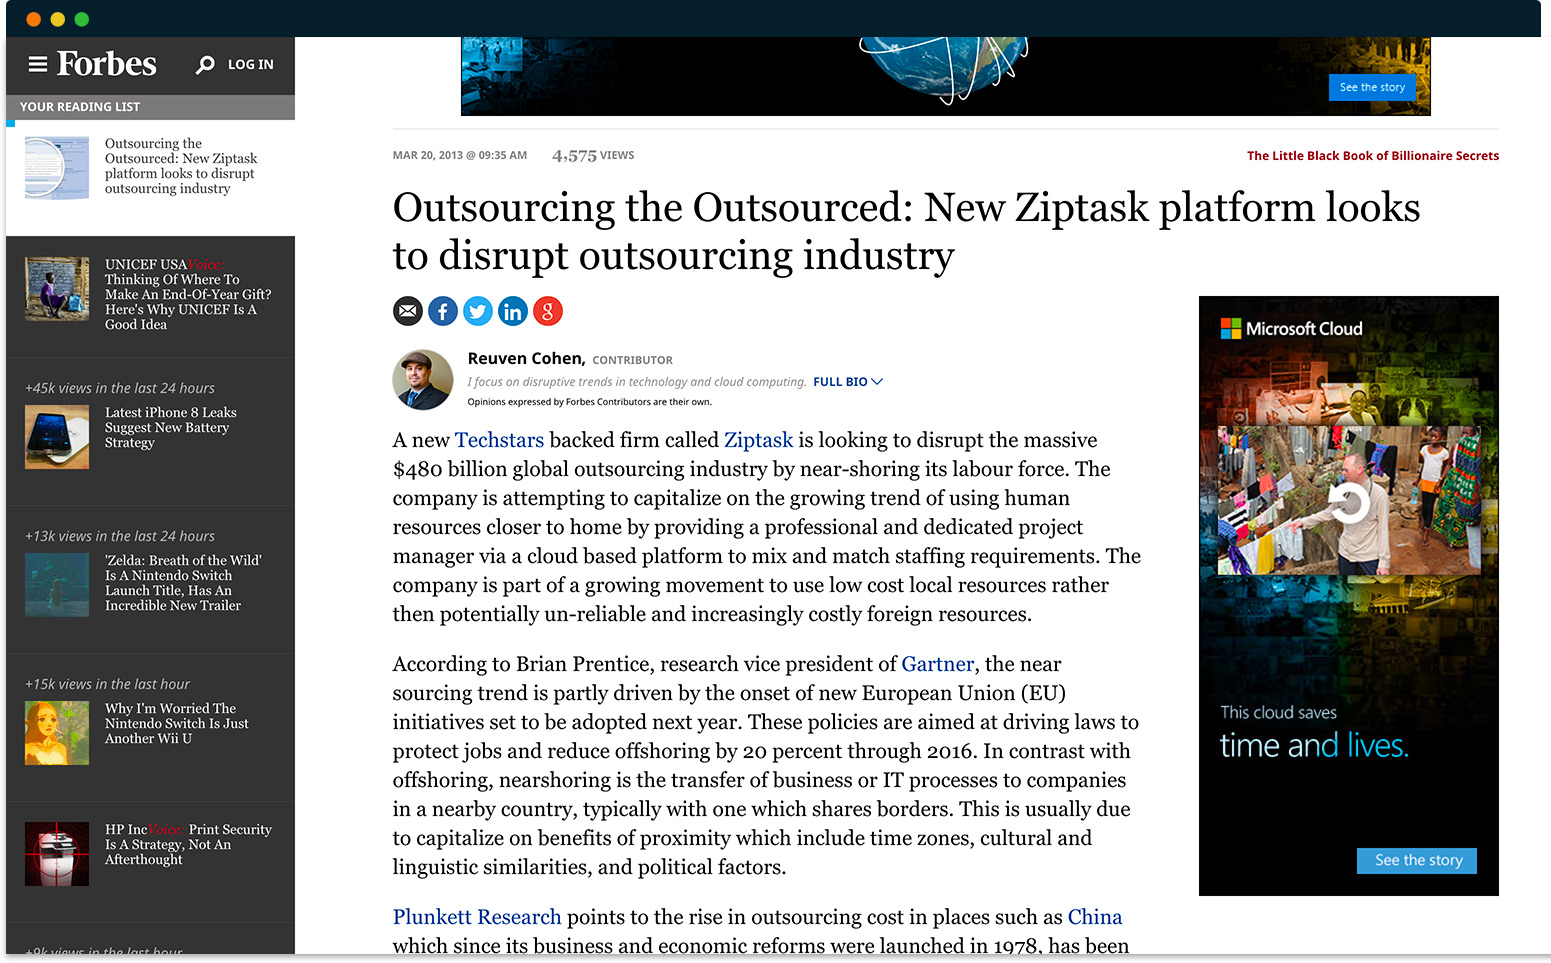 Forbes
LOG IN
YOUR READING LIST
Outsourcing the
Outsourced: New Ziptask
platform looks to disrupt
outsourcing industry
UNICEF USAVoice:
Thinking Of Where To
Make An End-Of-Year Gift?
Here's Why UNICEF Is A
Good Idea
+45k views in the last 24 hours
Latest iPhone 8 Leaks
Suggest New Battery
Strategy
+13k views in the last 24 hours
'Zelda: Breath of the Wild'
Is A Nintendo Switch
Launch Title, Has An
Incredible New Trailer
+15k views in the last hour
Why I'm Worried The
Nintendo Switch Is Just
Another Wii U
HP IncVoice: Print Security
Is A Strategy, Not An
Afterthought
+9k views in the last hour
See the story
MAR 20, 2013 @ 09:35 AM 4,575 VIEWS
The Little Black Book of Billionaire Secrets
Outsourcing the Outsourced: New Ziptask platform looks
to disrupt outsourcing industry
f
in
g
Reuven Cohen, CONTRIBUTOR
I focus on disruptive trends in technology and cloud computing. FULL BIO
Opinions expressed by Forbes Contributors are their own.
A new Techstars backed firm called Ziptask is looking to disrupt the massive
$480 billion global outsourcing industry by near-shoring its labour force. The
company is attempting to capitalize on the growing trend of using human
resources closer to home by providing a professional and dedicated project
manager via a cloud based platform to mix and match staffing requirements. The
company is part of a growing movement to use low cost local resources rather
then potentially un-reliable and increasingly costly foreign resources.
According to Brian Prentice, research vice president of Gartner, the near
sourcing trend is partly driven by the onset of new European Union (EU)
initiatives set to be adopted next year. These policies are aimed at driving laws to
protect jobs and reduce offshoring by 20 percent through 2016. In contrast with
offshoring, nearshoring is the transfer of business or IT processes to companies
in a nearby country, typically with one which shares borders. This is usually due
to capitalize on benefits of proximity which include time zones, cultural and
linguistic similarities, and political factors.
Plunkett Research points to the rise in outsourcing cost in places such as China
which since its business and economic reforms were launched in 1978, has been
Microsoft Cloud
This cloud saves
time and lives.
See the story